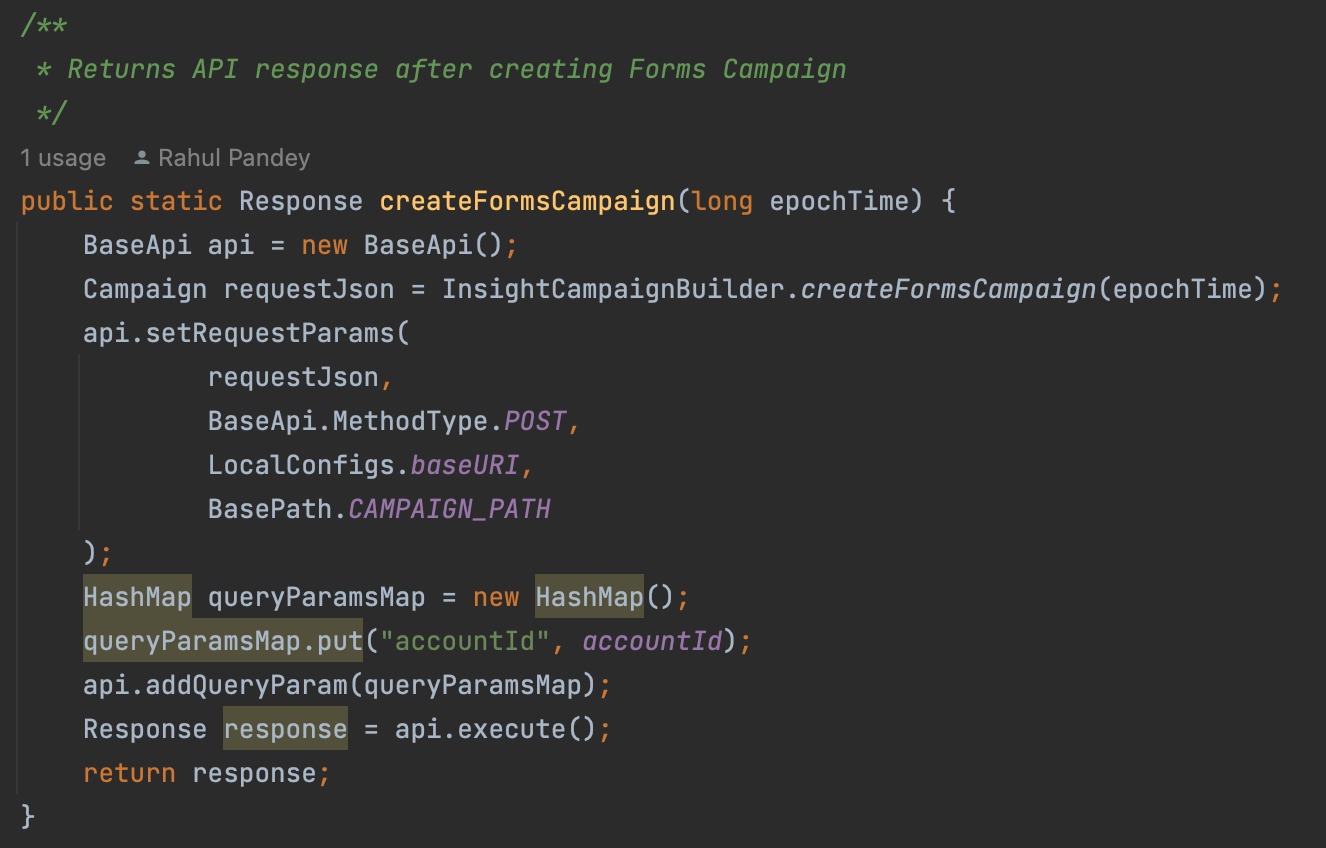 /**
 * Returns API response after creating Forms Campaign
 */
1 usage Rahul Pandey
public static Response createFormsCampaign(long epochTime) {
    BaseApi api = new BaseApi();
    Campaign requestJson = InsightCampaignBuilder.createFormsCampaign(epochTime);
    api.setRequestParams(
            requestJson,
            BaseApi.MethodType.POST,
            LocalConfigs.baseURI,
            BasePath.CAMPAIGN_PATH
    );
    HashMap queryParamsMap = new HashMap();
    queryParamsMap.put("accountId", accountId);
    api.addQueryParam(queryParamsMap);
    Response response = api.execute();
    return response;
}